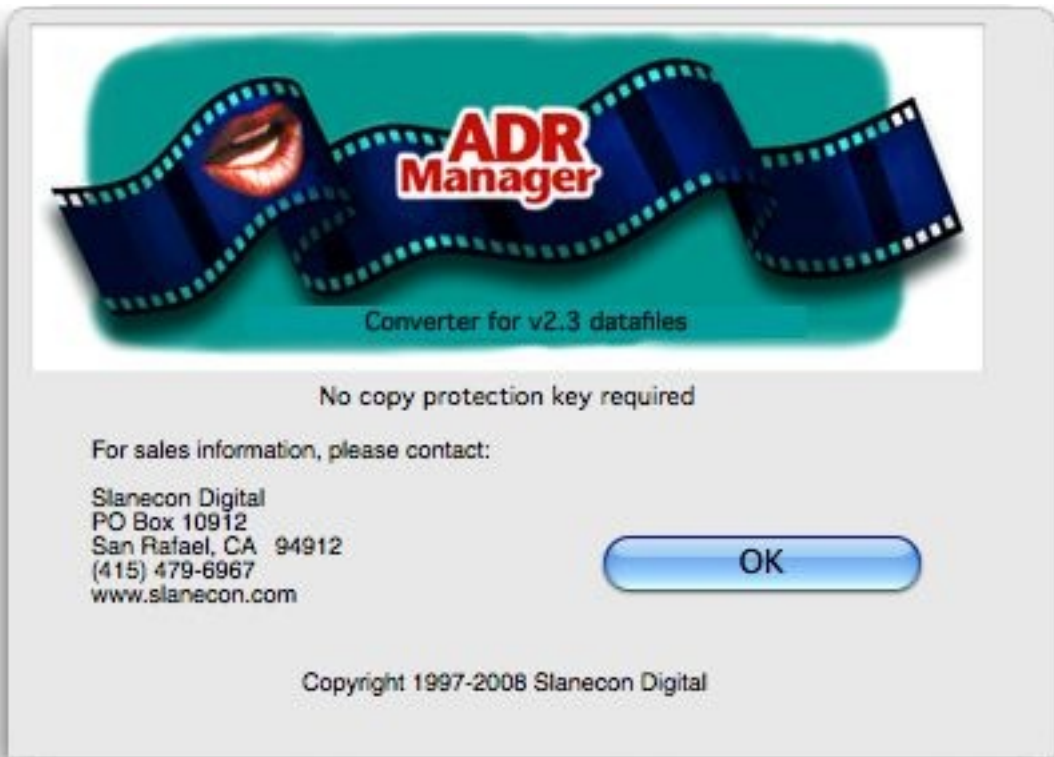 ADR
Manager
Converter for v2.3 datafiles
No copy protection key required
For sales information, please contact:
Slanecon Digital
PO Box 10912
San Rafael, CA 94912
(415) 479-6967
www.slanecon.com
OK
Copyright 1997-2008 Slanecon Digital